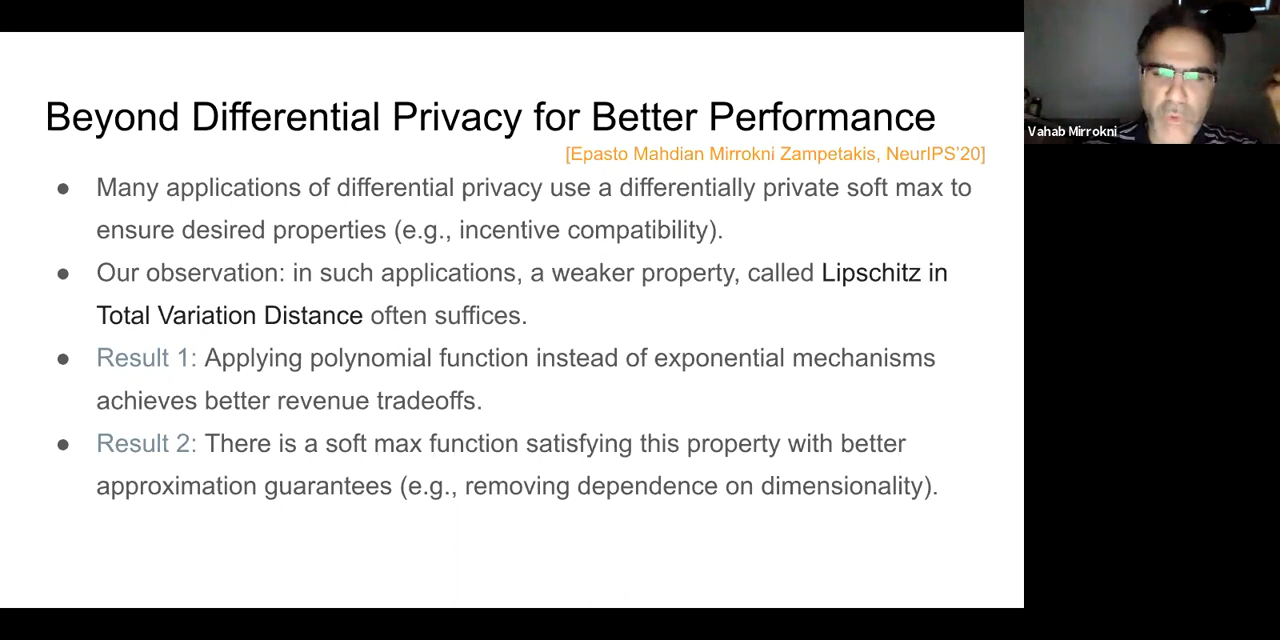 Beyond Differential Privacy for Better Performance
[Epasto Mahdian Mirrokni Zampetakis, NeurIPS'20]
● Many applications of differential privacy use a differentially private soft max to
ensure desired properties (e.g., incentive compatibility).
● Our observation: in such applications, a weaker property, called Lipschitz in
Total Variation Distance often suffices.
● Result 1: Applying polynomial function instead of exponential mechanisms
achieves better revenue tradeoffs.
● Result 2: There is a soft max function satisfying this property with better
approximation guarantees (e.g., removing dependence on dimensionality).
Vahab Mirrokni